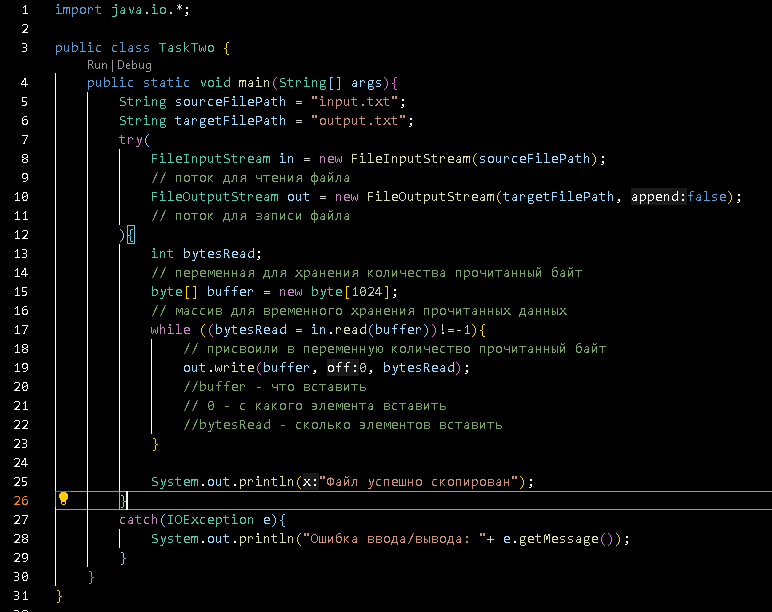 1 import java.io.*;
2
3 public class TaskTwo {
Run | Debug
4 public static void main(String[] args){
5 String sourceFilePath = "input.txt";
6 String targetFilePath = "output.txt";
7 try(
8 FileInputStream in = new FileInputStream(sourceFilePath);
9 // поток для чтения файла
10 FileOutputStream out = new FileOutputStream(targetFilePath, append:false);
11 // поток для записи файла
12 ){
13 int bytesRead;
14 // переменная для хранения количества прочитанный байт
15 byte[] buffer = new byte[1024];
16 // массив для временного хранения прочитанных данных
17 while ((bytesRead = in.read(buffer))!=-1){
18 // присвоили в переменную количество прочитанный байт
19 out.write(buffer, off:0, bytesRead);
20 //buffer - что вставить
21 // 0 - с какого элемента вставить
22 //bytesRead - сколько элементов вставить
23 }
24
25 System.out.println(x:"Файл успешно скопирован");
26 }
27 catch(IOException e){
28 System.out.println("Ошибка ввода/вывода: "+ e.getMessage());
29 }
30 }
31 }